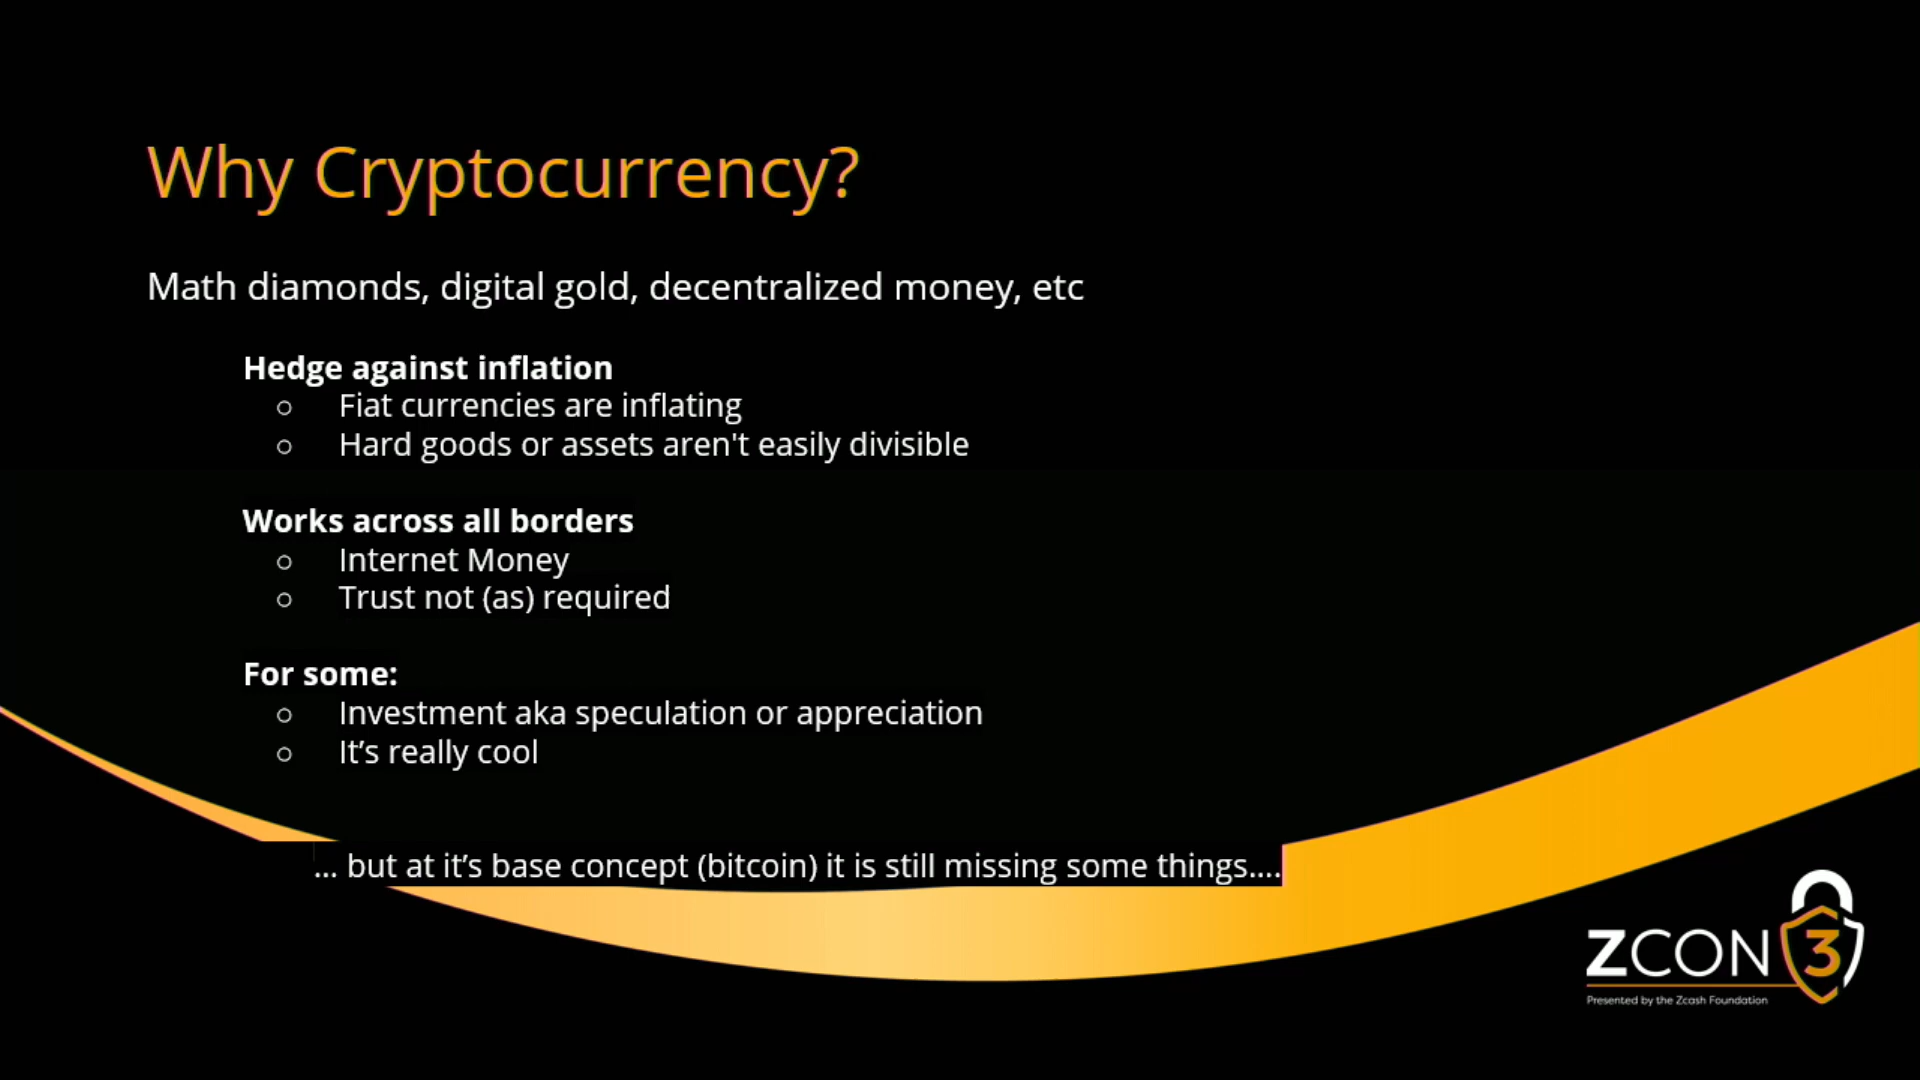 Why Cryptocurrency?
Math diamonds, digital gold, decentralized money, etc
Hedge against inflation
○ Fiat currencies are inflating
○ Hard goods or assets aren't easily divisible
Works across all borders
○ Internet Money
○ Trust not (as) required
For some:
○ Investment aka speculation or appreciation
○ It’s really cool
... but at it’s base concept (bitcoin) it is still missing some things....
ZCON 3
Presented by the Zcash Foundation